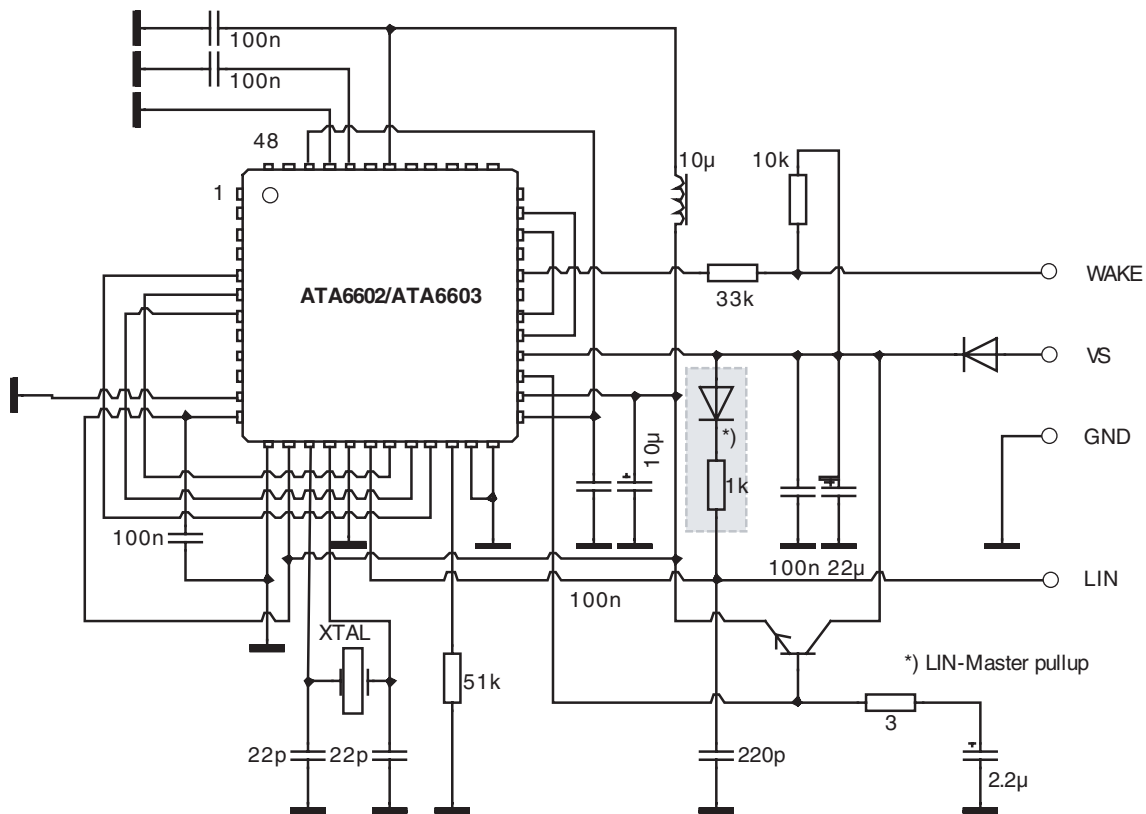 100n
100n
48
10µ
10k
1
WAKE
ATA6602/ATA6603
33k
VS
*)
GND
10µ
1k
100n
100n 22µ
LIN
100n
XTAL
*) LIN-Master pullup
51k
3
22p
22p
220p
2.2µ